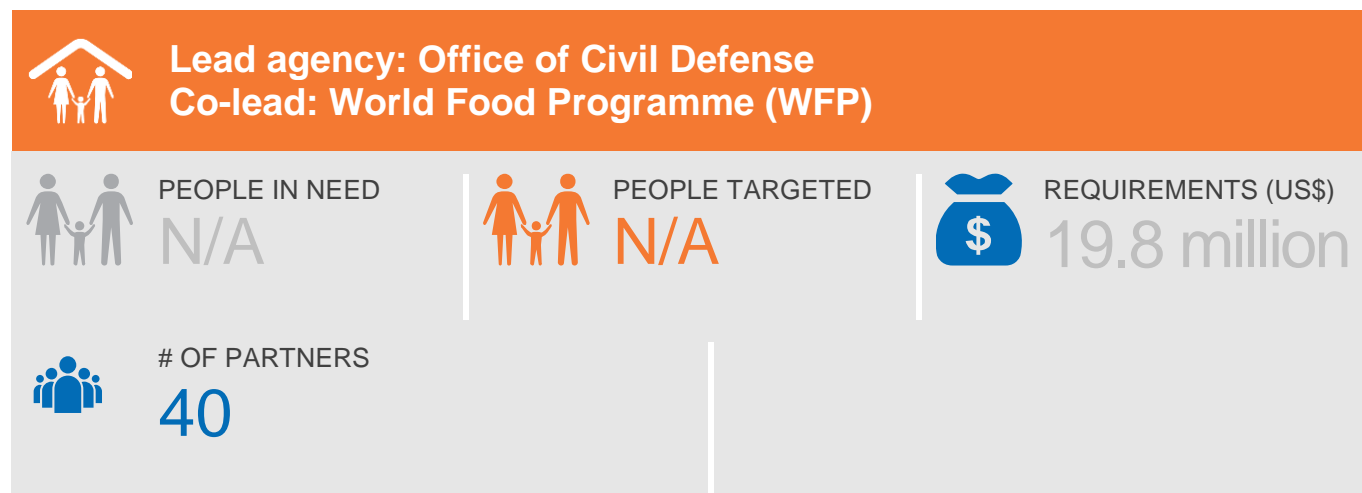 Lead agency: Office of Civil Defense
Co-lead: World Food Programme (WFP)
PEOPLE IN NEED
N/A
PEOPLE TARGETED
N/A
REQUIREMENTS (US$)
$
19.8 million
# OF PARTNERS
40